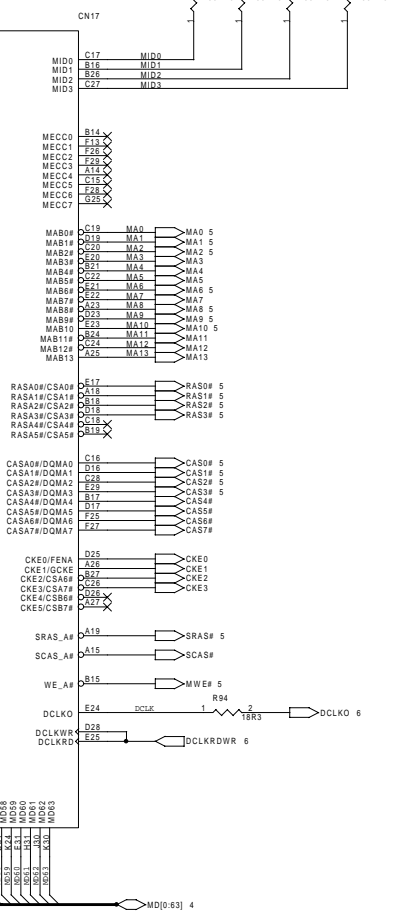 CN17
MID0 C17 MID0
MID1 B16 MID1
MID2 B26 MID2
MID3 C27 MID3
MECC0 B14
MECC1 F13
MECC2 F26
MECC3 F29
MECC4 A14
MECC5 C15
MECC6 F28
MECC7 G25
MAB0# C19 MA0 MA0 5
MAB1# D19 MA1 MA1 5
MAB2# C20 MA2 MA2 5
MAB3# E20 MA3 MA3
MAB4# B21 MA4 MA4
MAB5# C22 MA5 MA5
MAB6# E21 MA6 MA6 5
MAB7# E22 MA7 MA7
MAB8# A23 MA8 MA8 5
MAB9# D23 MA9 MA9 5
MAB10 E23 MA10 MA10 5
MAB11# B24 MA11 MA11
MAB12# C24 MA12 MA12
MAB13 A25 MA13 MA13
RASA0#/CSA0# E17 RAS0# 5
RASA1#/CSA1# A18 RAS1# 5
RASA2#/CSA2# B18 RAS2# 5
RASA3#/CSA3# D18 RAS3# 5
RASA4#/CSA4# C18
RASA5#/CSA5# B19
CASA0#/DQMA0 C16 CAS0# 5
CASA1#/DQMA1 D16 CAS1# 5
CASA2#/DQMA2 C28 CAS2# 5
CASA3#/DQMA3 E29 CAS3# 5
CASA4#/DQMA4 B17 CAS4#
CASA5#/DQMA5 D17 CAS5#
CASA6#/DQMA6 F25 CAS6#
CASA7#/DQMA7 F27 CAS7#
CKE0/FENA D25 CKE0
CKE1/GCKE A26 CKE1
CKE2/CSA6# B27 CKE2
CKE3/CSA7# C26 CKE3
CKE4/CSB6# D26
CKE5/CSB7# A27
SRAS_A# A19 SRAS# 5
SCAS_A# A15 SCAS#
WE_A# B15 MWE# 5
R94
DCLKO E24 DCLK 1 2 DCLKO 6
18R3
DCLKWR D28
DCLKRD E25 DCLKRDWR 6
MD58
MD59
MD60
MD61
MD62
MD63
K24
E31
H31
J30
K30
MD59
MD60
MD61
MD62
MD63
MD[0:63] 4